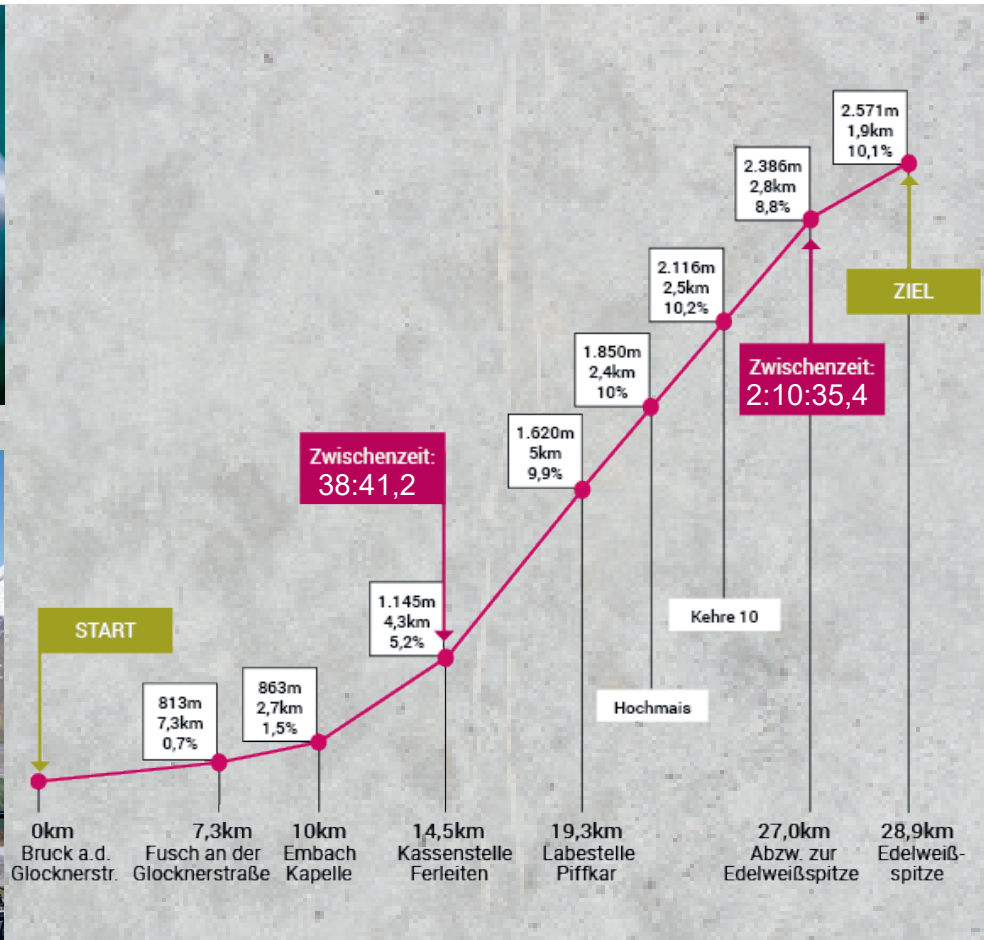 2.571m
1,9km
10,1%
2.386m
2,8km
8,8%
2.116m
2,5km
10,2%
ZIEL
1.850m
2,4km
10%
Zwischenzeit:
2:10:35,4
1.620m
5km
9,9%
Zwischenzeit:
38:41,2
1.145m
4,3km
5,2%
START
Kehre 10
863m
2,7km
1,5%
813m
7,3km
0,7%
Hochmais
0km
Bruck a.d.
Glocknerstr.
7,3km
Fusch an der
Glocknerstraße
10km
Embach
Kapelle
14,5km
Kassenstelle
Ferleiten
19,3km
Labestelle
Piffkar
27,0km
Abzw. zur
Edelweißspitze
28,9km
Edelweiß-
spitze